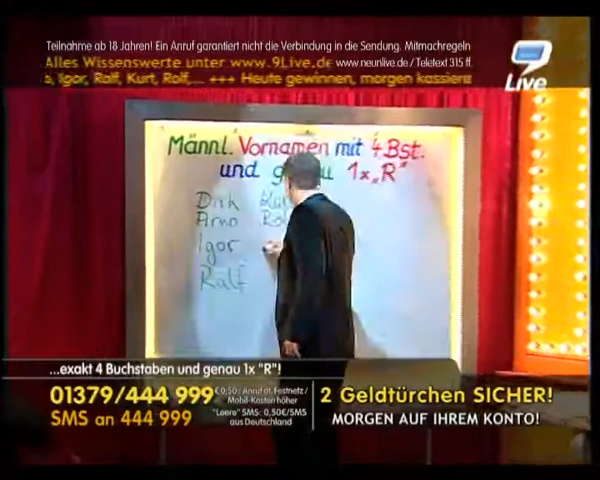 Teilnahme ab 18 Jahren! Ein Anruf garantiert nicht die Verbindung in die Sendung. Mitmachregeln
Alles Wissenswerte unter www.9Live.de www.neunlive.de / Teletext 315 ff.
Igor, Ralf, Kurt, Rolf,... +++ Heute gewinnen, morgen kassieren
9 Live
Männl. Vornamen mit 4 Bst.
und 1x „R"
Dirk
Arno
Igor
Ralf
...exakt 4 Buchstaben und genau 1x "R"!
01379/444 999 €0,50/Anruf dt. Festnetz/
Mobil-Kosten höher
SMS an 444 999 "Leere" SMS: 0,50€/SMS
aus Deutschland
2 Geldtürchen SICHER!
MORGEN AUF IHREM KONTO!